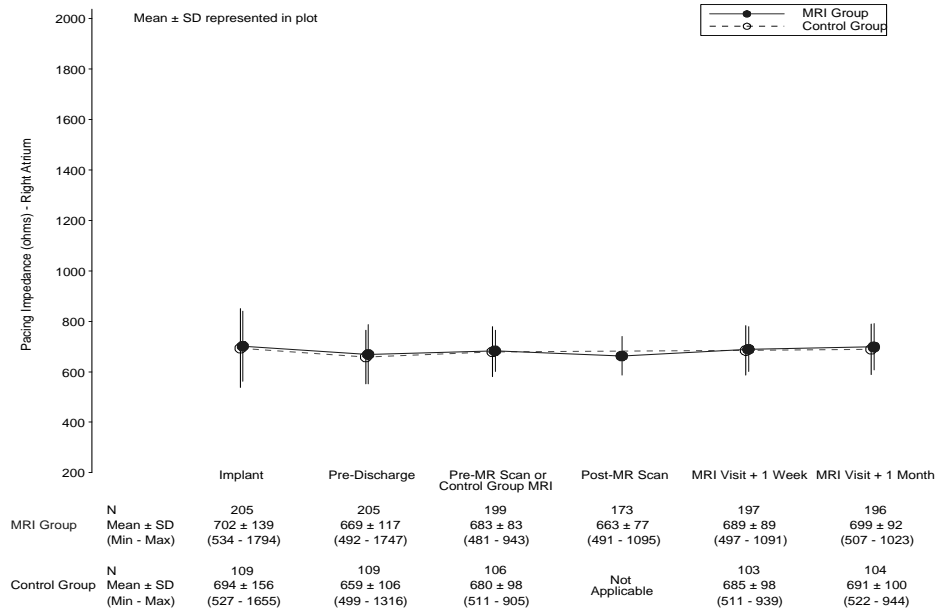 Mean ± SD represented in plot
MRI Group
Control Group
Pacing Impedance (ohms) - Right Atrium
2000
1800
1600
1400
1200
1000
800
600
400
200
Implant Pre-Discharge Pre-MR Scan or Post-MR Scan MRI Visit + 1 Week MRI Visit + 1 Month
Control Group MRI
N 205 205 199 173 197 196
MRI Group Mean ± SD 702 ± 139 669 ± 117 683 ± 83 663 ± 77 689 ± 89 699 ± 92
(Min - Max) (534 - 1794) (492 - 1747) (481 - 943) (491 - 1095) (497 - 1091) (507 - 1023)
N 109 109 106 103 104
Control Group Mean ± SD 694 ± 156 659 ± 106 680 ± 98 Not Applicable 685 ± 98 691 ± 100
(Min - Max) (527 - 1655) (499 - 1316) (511 - 905) (511 - 939) (522 - 944)